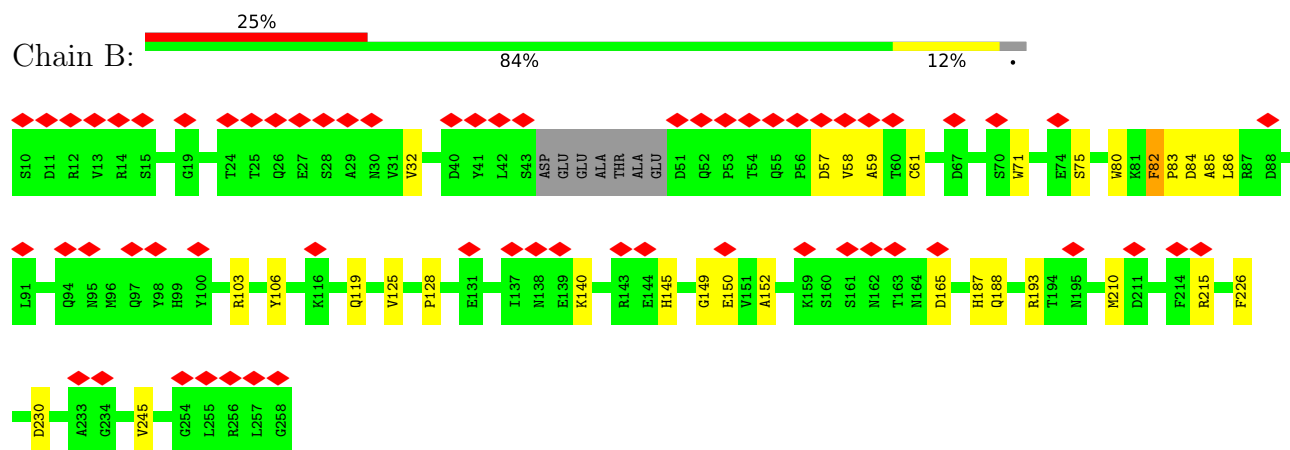 25%
Chain B:
84% 12% •
S10 D11 R12 V13 R14 S15 G19 T24 T25 Q26 E27 S28 A29 N30 V31 V32 D40 Y41 L42 S43 ASP GLU GLU ALA THR ALA GLU D51 Q52 P53 T54 Q55 P56 D57 V58 A59 T60 C61 D67 S70 W71 E74 S75 W80 K81 F82 P83 D84 A85 L86 R87 D88
L91 Q94 N95 M96 Q97 Y98 H99 Y100 R103 Y106 K116 Q119 V125 P128 E131 T137 N138 E139 K140 R143 E144 H145 G149 E150 V151 A152 K159 S160 S161 N162 T163 N164 D165 H187 Q188 R193 T194 N195 M210 D211 F214 R215 F226
D230 A233 G234 V245 G254 L255 R256 L257 G258